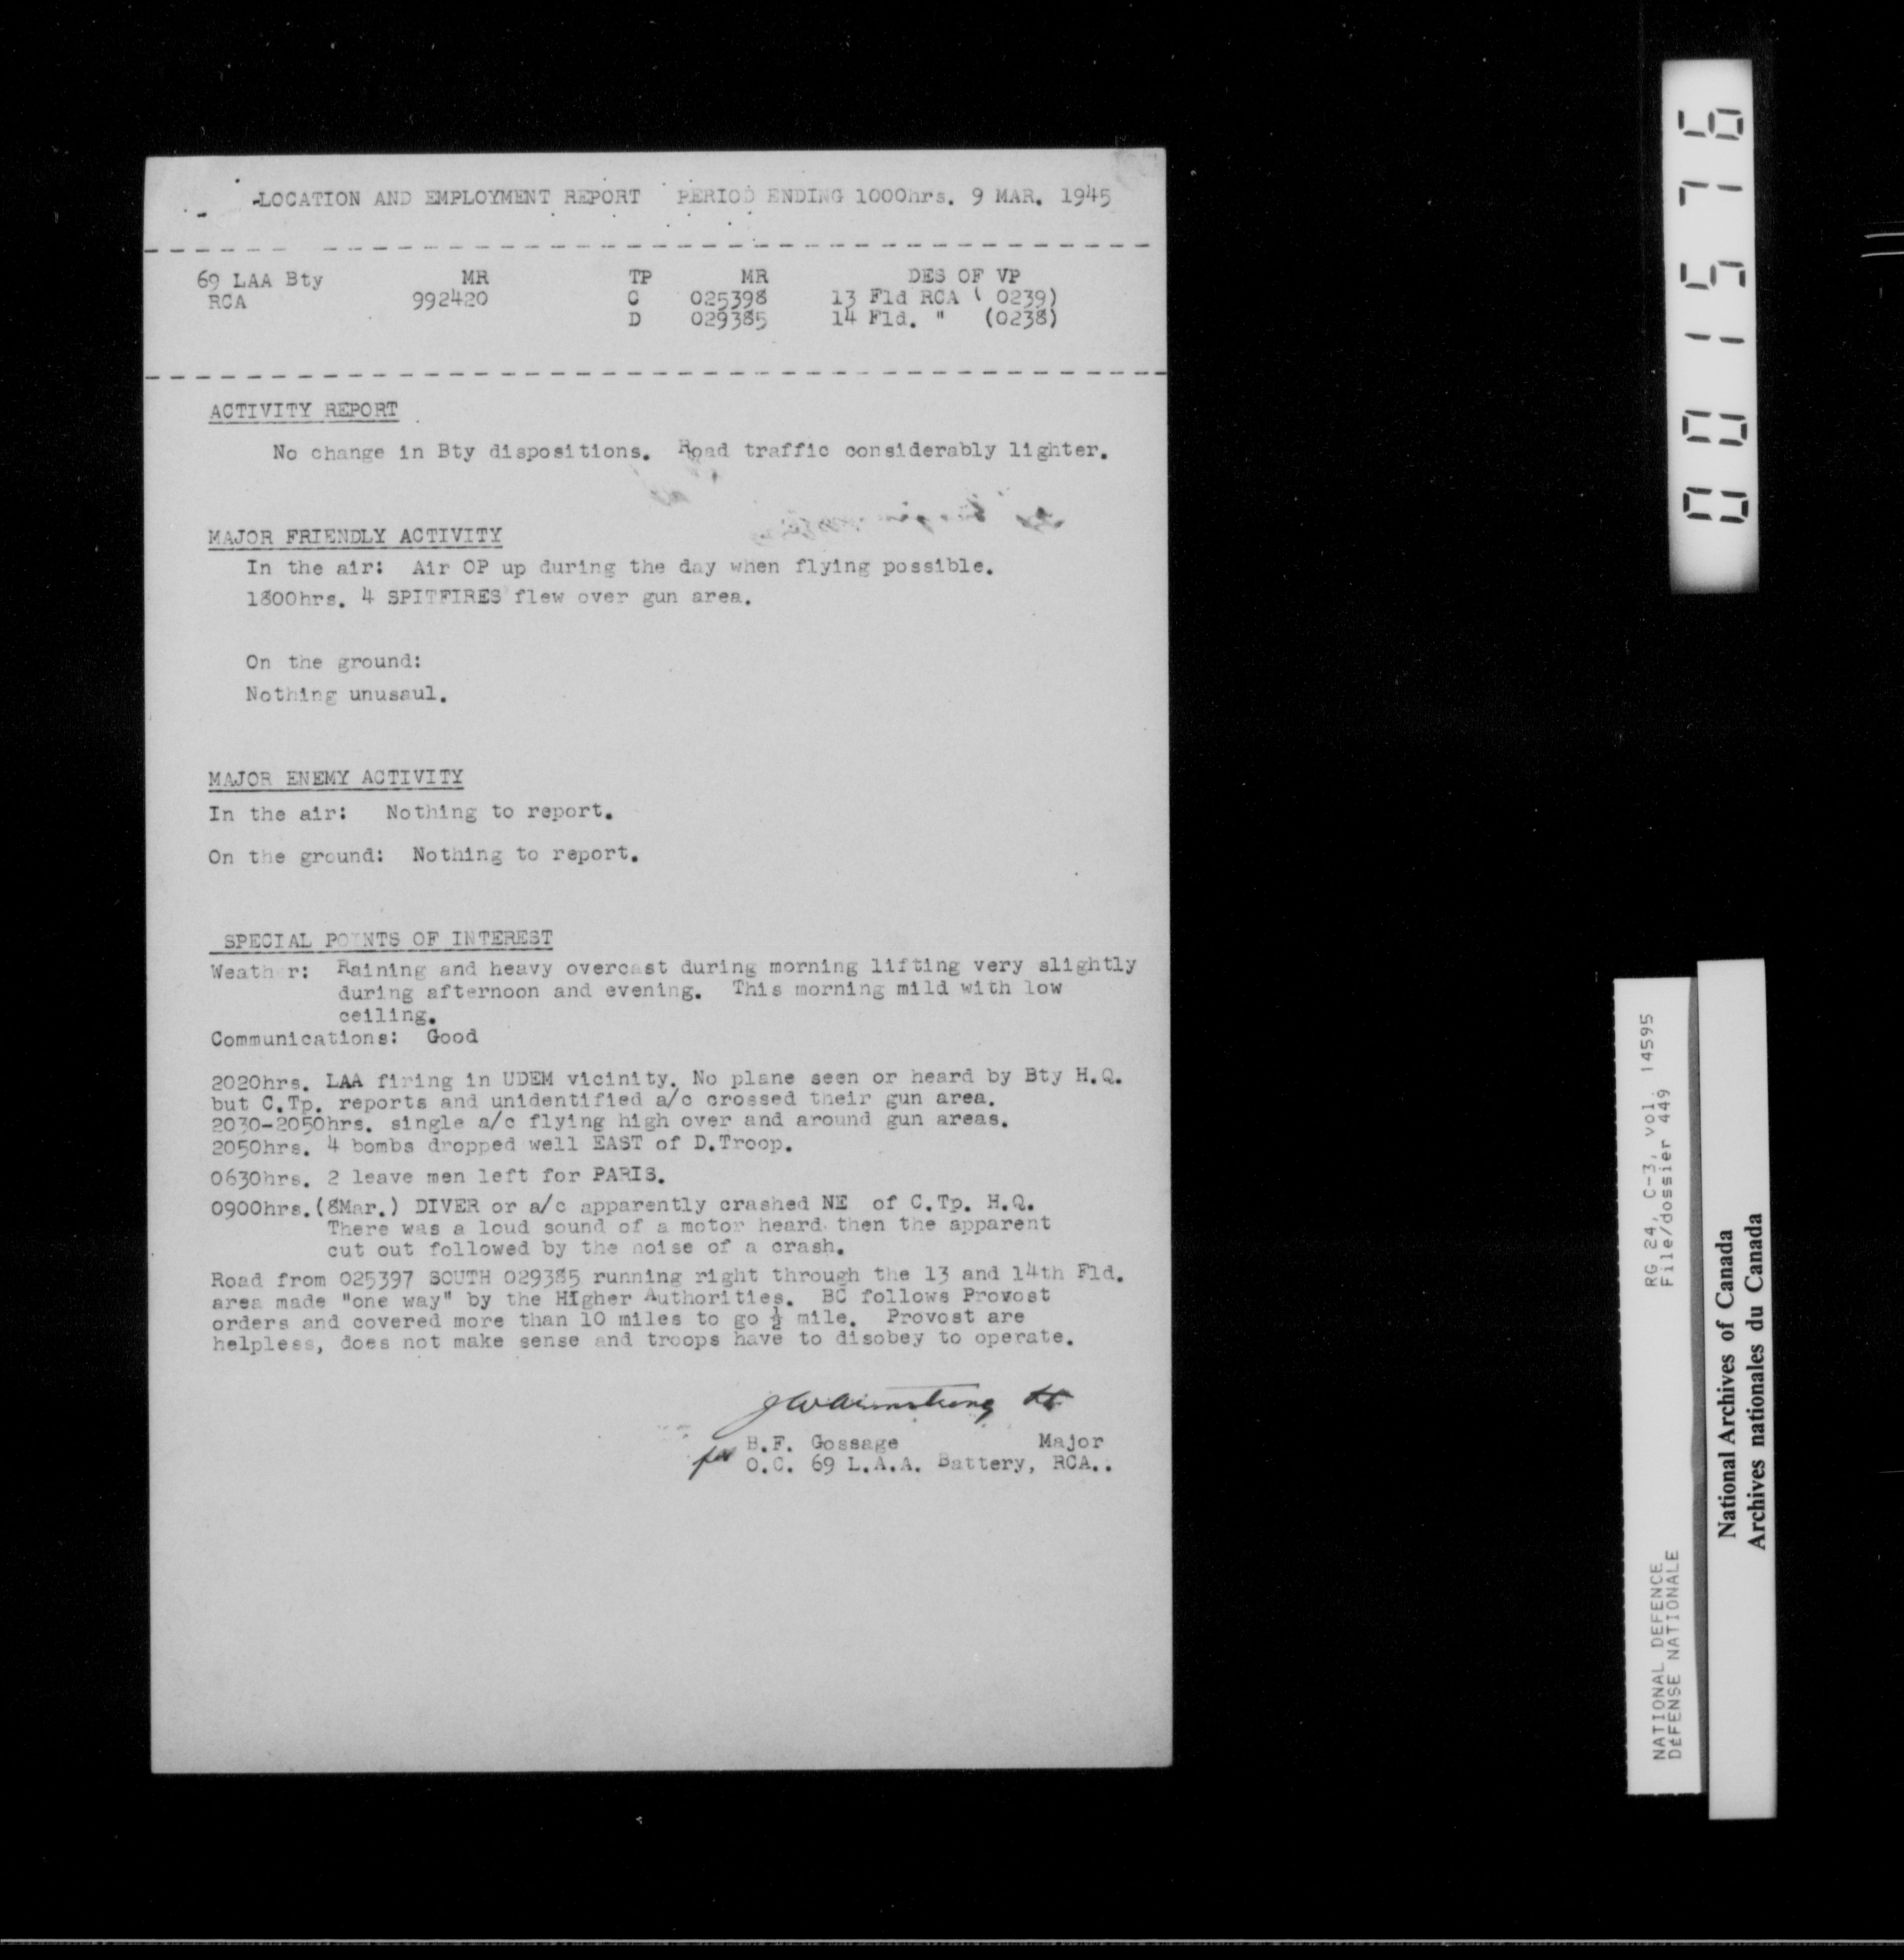 LOCATION AND EMPLOYMENT REPORT PERIOD ENDING 1000hrs. 9 MAR. 1945
69 LAA Bty MR TP MR DES OF VP
RCA 992420 C 025398 13 Fld RCA ( 0239)
D 029385 14 Fld. " (0238)
ACTIVITY REPORT
No change in Bty dispositions. Road traffic considerably lighter.
MAJOR FRIENDLY ACTIVITY
In the air: Air OP up during the day when flying possible.
1800hrs. 4 SPITFIRES flew over gun area.
On the ground:
Nothing unusaul.
MAJOR ENEMY ACTIVITY
In the air: Nothing to report.
On the ground: Nothing to report.
SPECIAL POINTS OF INTEREST
Weather: Raining and heavy overcast during morning lifting very slightly
during afternoon and evening. This morning mild with low
ceiling.
Communications: Good
2020hrs. LAA firing in UDEM vicinity. No plane seen or heard by Bty H.Q.
but C.Tp. reports and unidentified a/c crossed their gun area.
2030-2050hrs. single a/c flying high over and around gun areas.
2050hrs. 4 bombs dropped well EAST of D.Troop.
0630hrs. 2 leave men left for PARIS.
0900hrs.(8Mar.) DIVER or a/c apparently crashed NE of C.Tp. H.Q.
There was a loud sound of a motor heard then the apparent
cut out followed by the noise of a crash.
Road from 025397 SOUTH 029385 running right through the 13 and 14th Fld.
area made "one way" by the HIgher Authorities. BC follows Provost
orders and covered more than 10 miles to go ½ mile. Provost are
helpless, does not make sense and troops have to disobey to operate.
JWArmstrong Lt
B.F. Gossage Major
for O.C. 69 L.A.A. Battery, RCA..
001576
NATIONAL DEFENCE RG 24, C-3, vol. 14595
DÉFENSE NATIONALE File/dossier 449
National Archives of Canada
Archives nationales du Canada